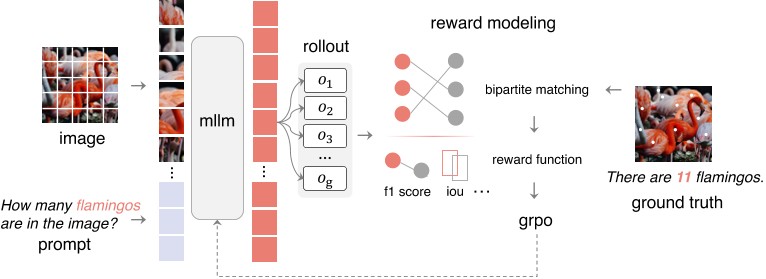 image
How many flamingos
are in the image?
prompt
mllm
rollout
o1
o2
o3
...
og
reward modeling
bipartite matching
reward function
f1 score
iou
...
grpo
There are 11 flamingos.
ground truth